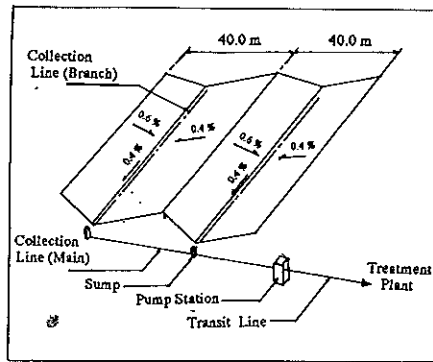 40.0 m
40.0 m
Collection
Line (Branch)
0.6 %
0.4 %
0.4 %
0.6 %
0.4 %
0.4 %
Collection
Line (Main)
Sump
Pump Station
Transit Line
Treatment
Plant